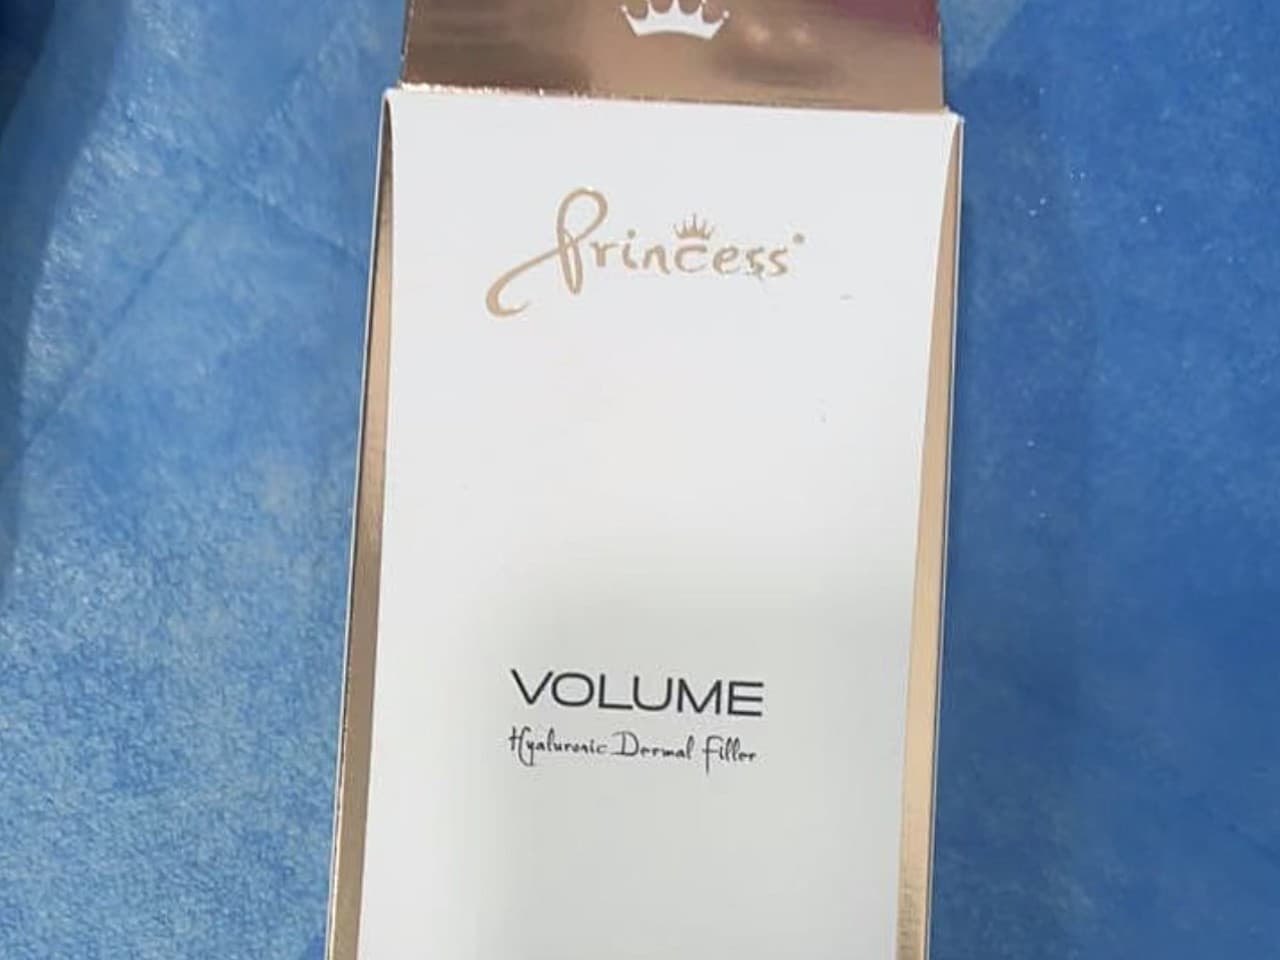 Princess®
VOLUME
Hyaluronic Dermal Filler